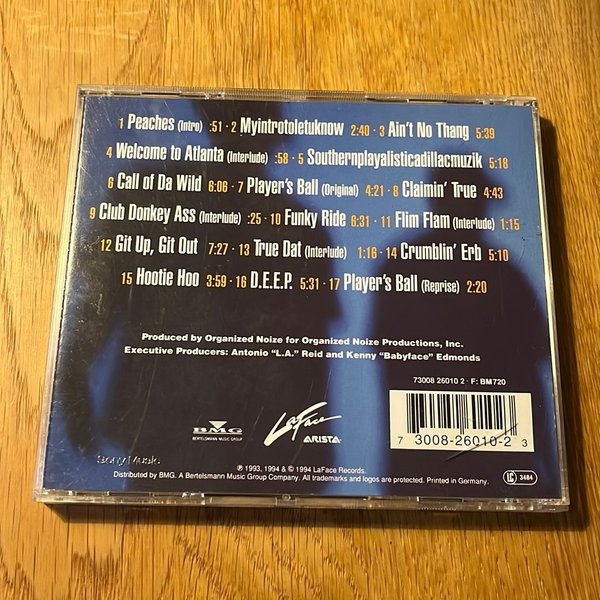 1 Peaches (Intro) :51 · 2 Myintrotoletuknow 2:40 · 3 Ain't No Thang 5:39
4 Welcome to Atlanta (Interlude) :58 · 5 Southernplayalisticadillacmuzik 5:18
6 Call of Da Wild 6:06 · 7 Player's Ball (Original) 4:21 · 8 Claimin' True 4:43
9 Club Donkey Ass (Interlude) :25 · 10 Funky Ride 6:31 · 11 Flim Flam (Interlude) 1:15
12 Git Up, Git Out 7:27 · 13 True Dat (Interlude) 1:16 · 14 Crumblin' Erb 5:10
15 Hootie Hoo 3:59 · 16 D.E.E.P. 5:31 · 17 Player's Ball (Reprise) 2:20
Produced by Organized Noize for Organized Noize Productions, Inc.
Executive Producers: Antonio "L.A." Reid and Kenny "Babyface" Edmonds
73008 26010 2 · F: BM720
7 3008-26010-2 3
BMG
BERTELSMANN MUSIC GROUP
LaFace
ARISTA
Sony Music
℗ 1993, 1994 & © 1994 LaFace Records.
Distributed by BMG. A Bertelsmann Music Group Company. All trademarks and logos are protected. Printed in Germany.
LC 3484